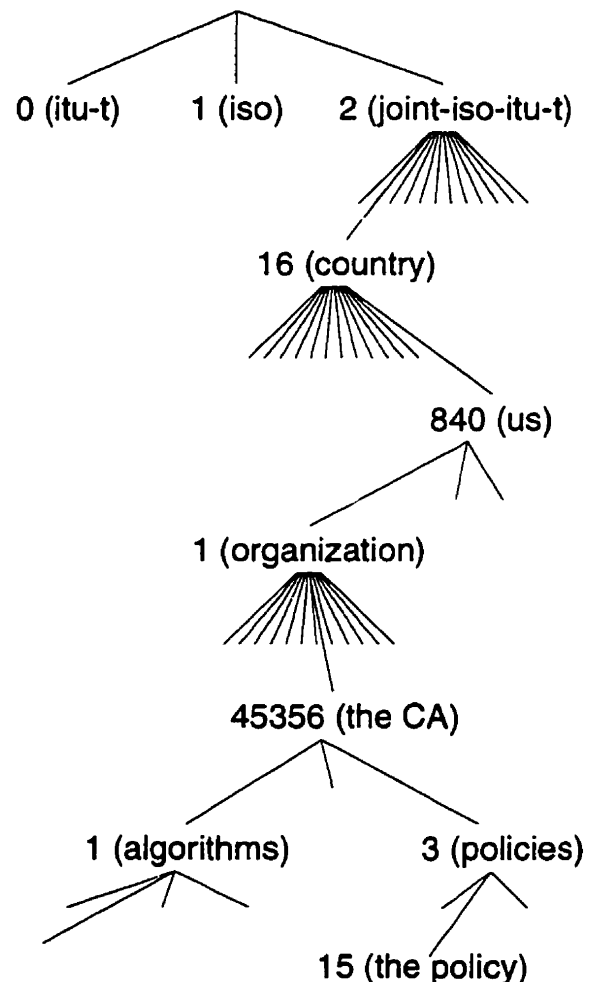 0 (itu-t) 1 (iso) 2 (joint-iso-itu-t)
16 (country)
840 (us)
1 (organization)
45356 (the CA)
1 (algorithms) 3 (policies)
15 (the policy)